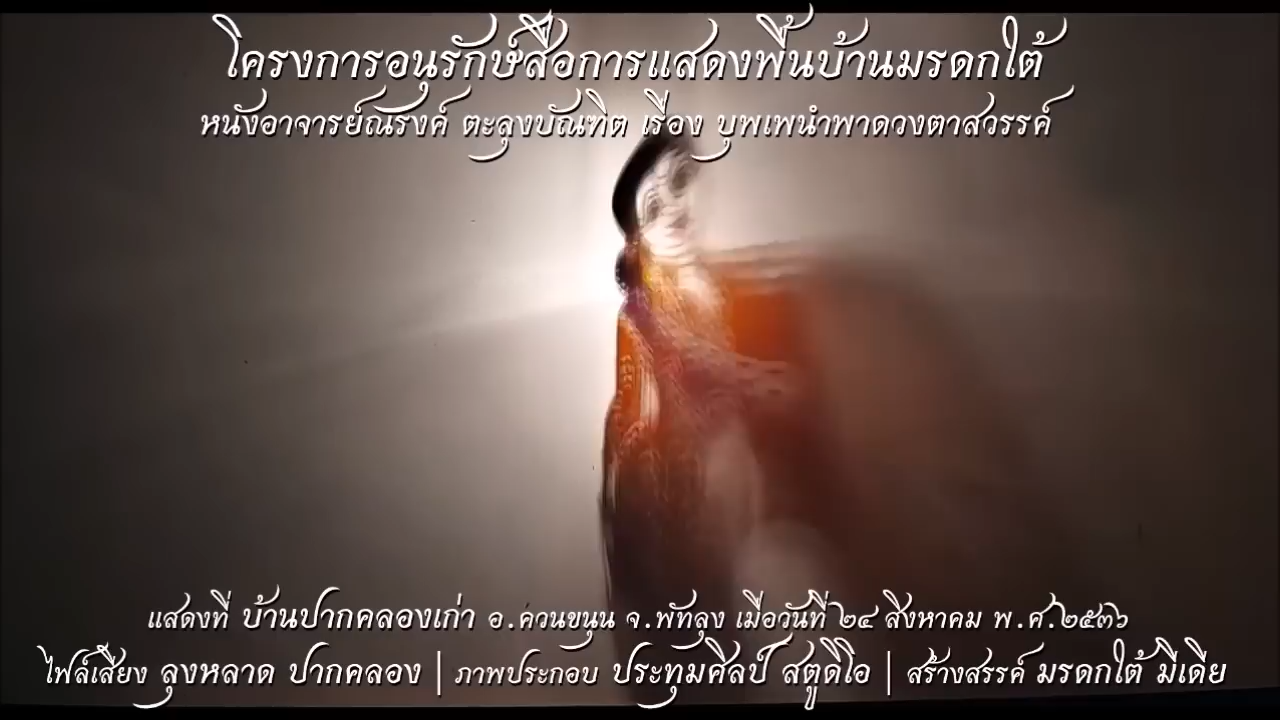 โครงการอนุรักษ์สื่อการแสดงพื้นบ้านมรดกใต้
หนังอาจารย์ณรงค์ ตะลุงบัณฑิต เรื่อง บุพเพนำพาดวงตาสวรรค์
แสดงที่ บ้านปากคลองเก่า อ.ควนขนุน จ.พัทลุง เมื่อวันที่ ๒๔ สิงหาคม พ.ศ.๒๕๓๖
ไฟล์เสียง ลุงหลาด ปากคลอง | ภาพประกอบ ประทุมศิลป์ สตูดิโอ | สร้างสรรค์ มรดกใต้ มีเดีย